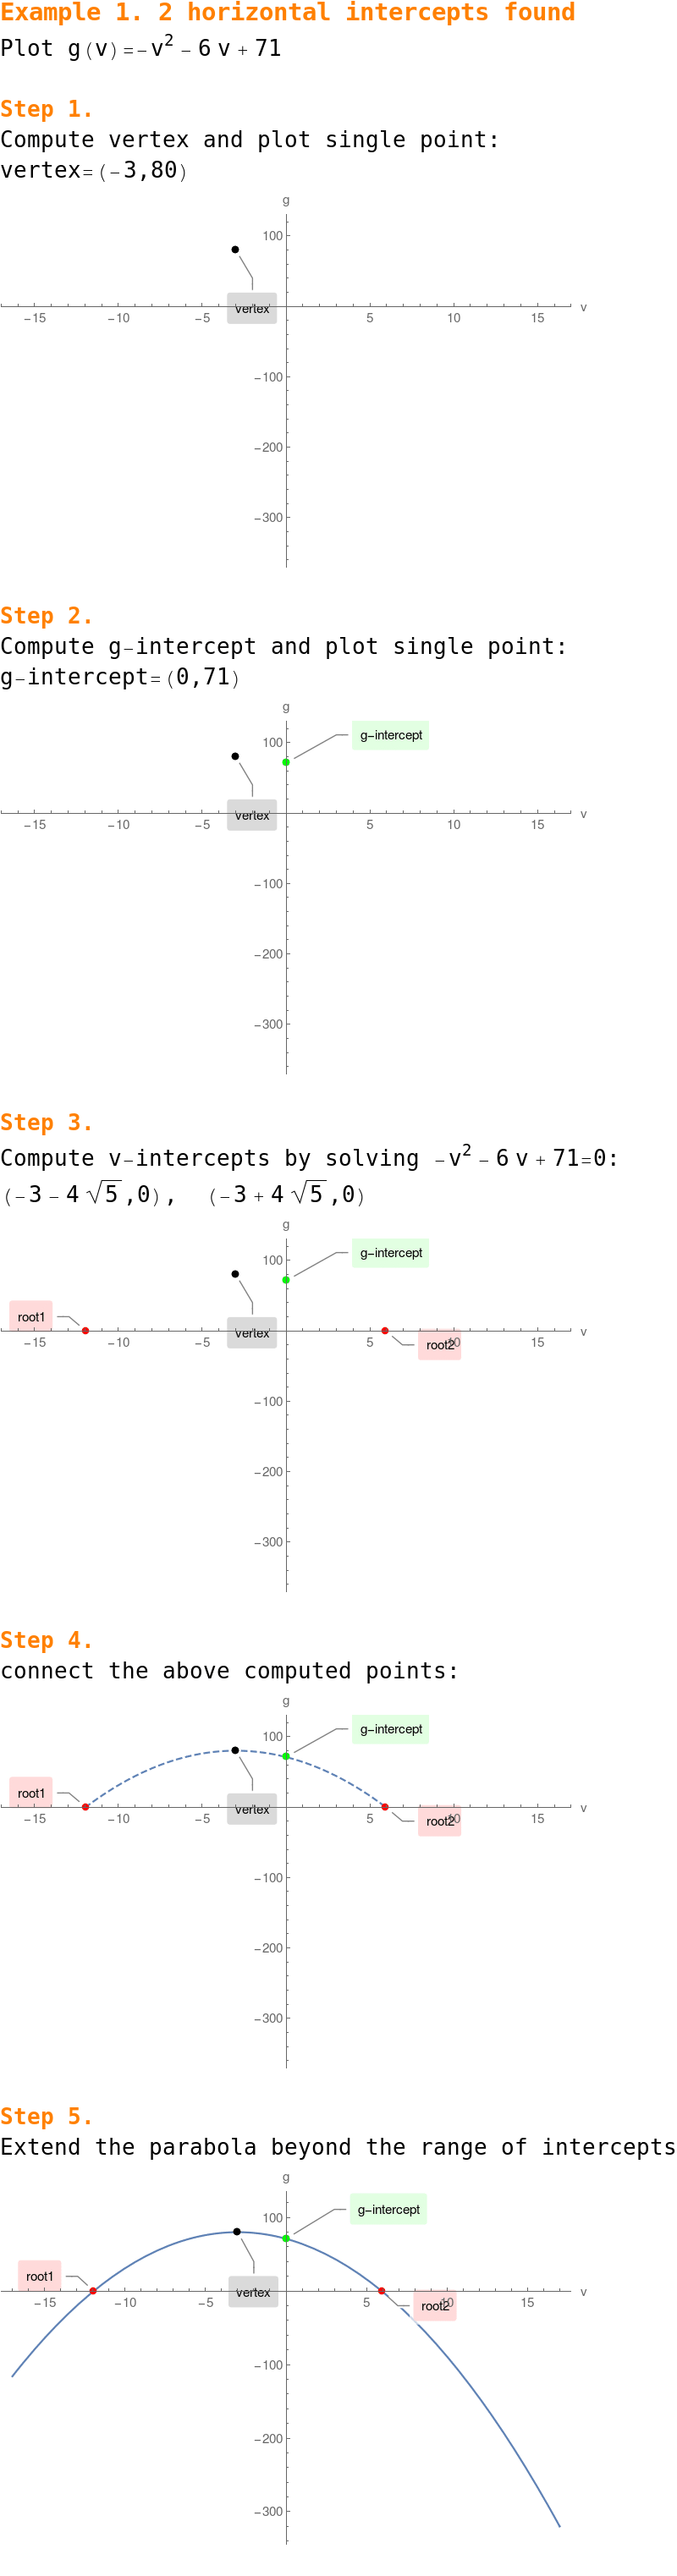 Example 1. 2 horizontal intercepts found
Plot g(v)=−v² − 6 v + 71
Step 1.
Compute vertex and plot single point:
vertex=(−3,80)
g
100
vertex
v
−15 −10 −5 5 10 15
−100
−200
−300
Step 2.
Compute g−intercept and plot single point:
g−intercept=(0,71)
g
g−intercept
100
vertex
v
−15 −10 −5 5 10 15
−100
−200
−300
Step 3.
Compute v−intercepts by solving −v² − 6 v + 71=0:
(−3 − 4 √5 ,0), (−3 + 4 √5 ,0)
g
g−intercept
100
root1
vertex
v
−15 −10 −5 5 10 15
root2
−100
−200
−300
Step 4.
connect the above computed points:
g
g−intercept
100
root1
vertex
v
−15 −10 −5 5 10 15
root2
−100
−200
−300
Step 5.
Extend the parabola beyond the range of intercepts
g
g−intercept
100
root1
vertex
v
−15 −10 −5 5 10 15
root2
−100
−200
−300